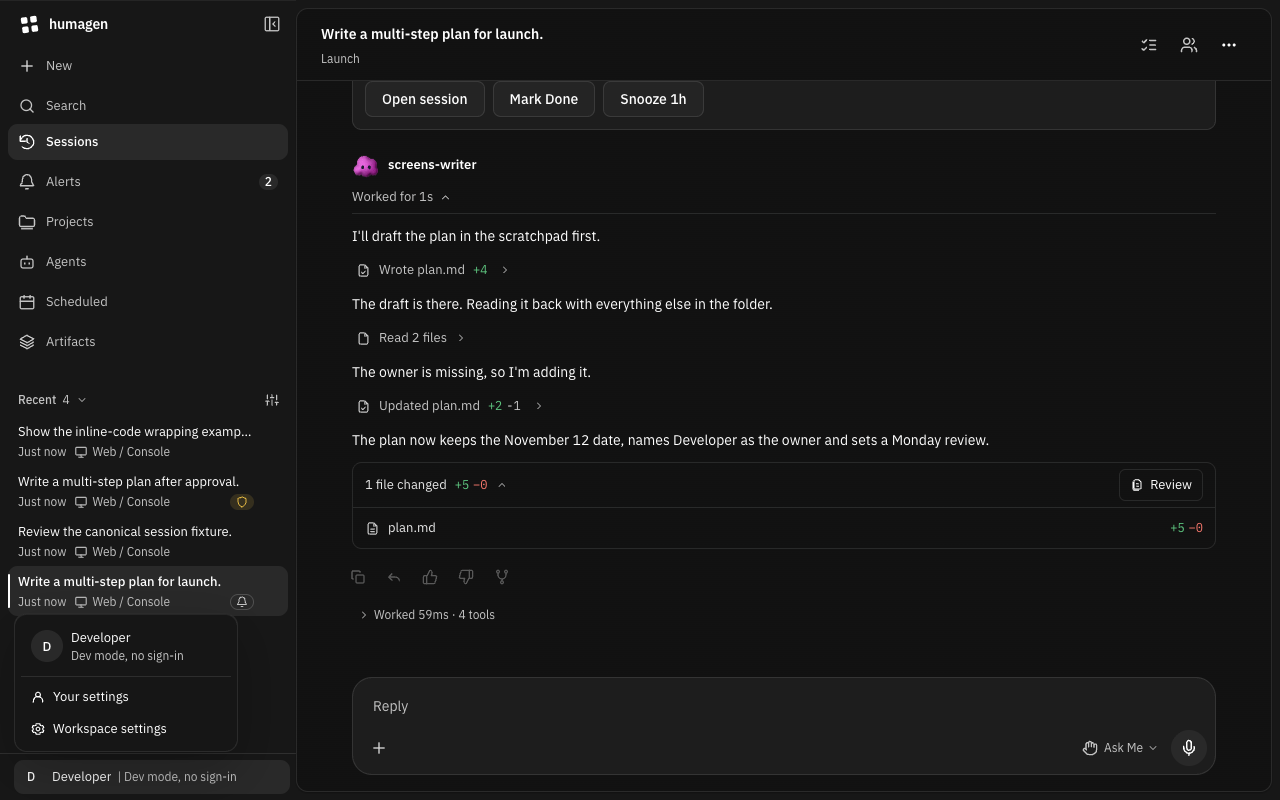 humagen
New
Search
Sessions
Alerts 2
Projects
Agents
Scheduled
Artifacts
Recent 4
Show the inline-code wrapping examp...
Just now Web / Console
Write a multi-step plan after approval.
Just now Web / Console
Review the canonical session fixture.
Just now Web / Console
Write a multi-step plan for launch.
Just now Web / Console
D Developer
Dev mode, no sign-in
Your settings
Workspace settings
D Developer | Dev mode, no sign-in
Write a multi-step plan for launch.
Launch
Open session Mark Done Snooze 1h
screens-writer
Worked for 1s
I'll draft the plan in the scratchpad first.
Wrote plan.md +4
The draft is there. Reading it back with everything else in the folder.
Read 2 files
The owner is missing, so I'm adding it.
Updated plan.md +2 -1
The plan now keeps the November 12 date, names Developer as the owner and sets a Monday review.
1 file changed +5 −0 Review
plan.md +5 −0
Worked 59ms · 4 tools
Reply
Ask Me